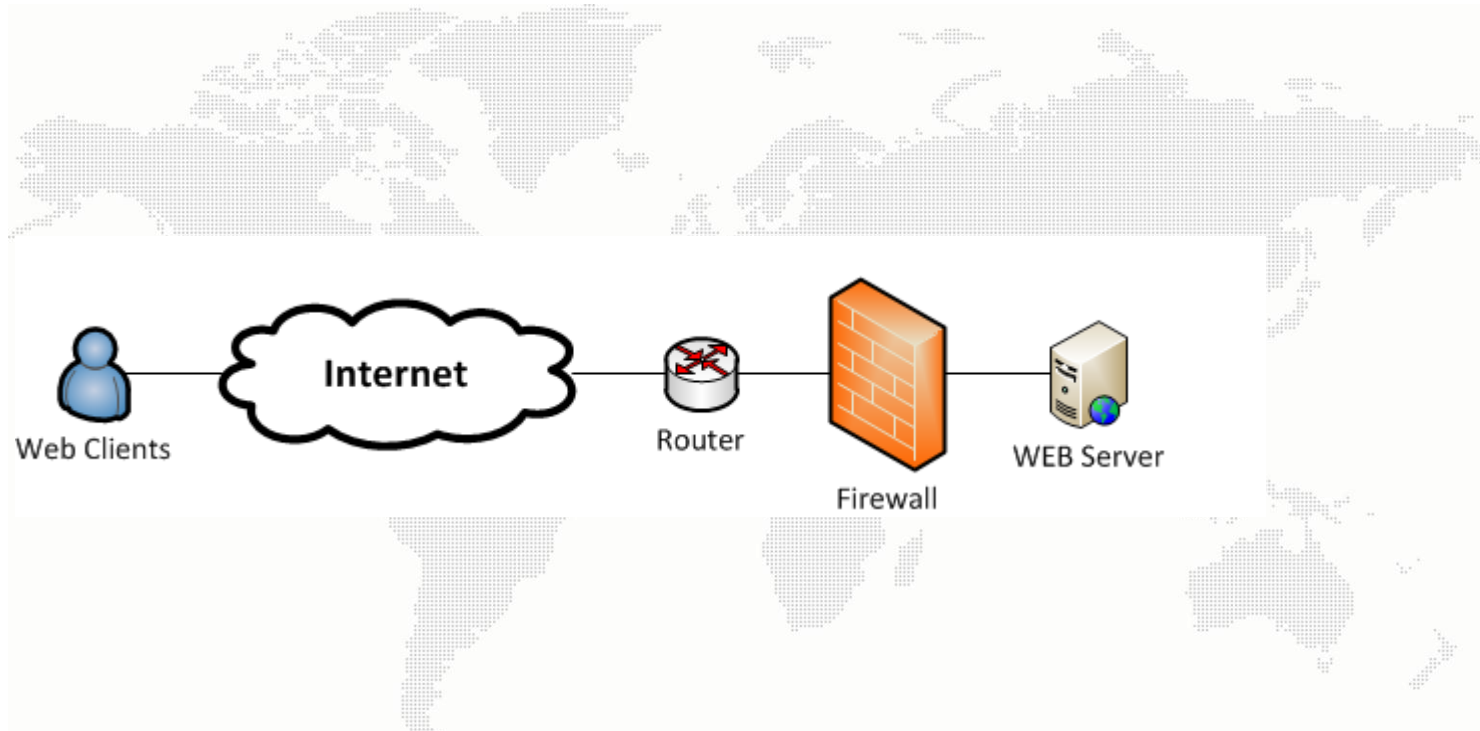 Internet
Web Clients
Router
Firewall
WEB Server